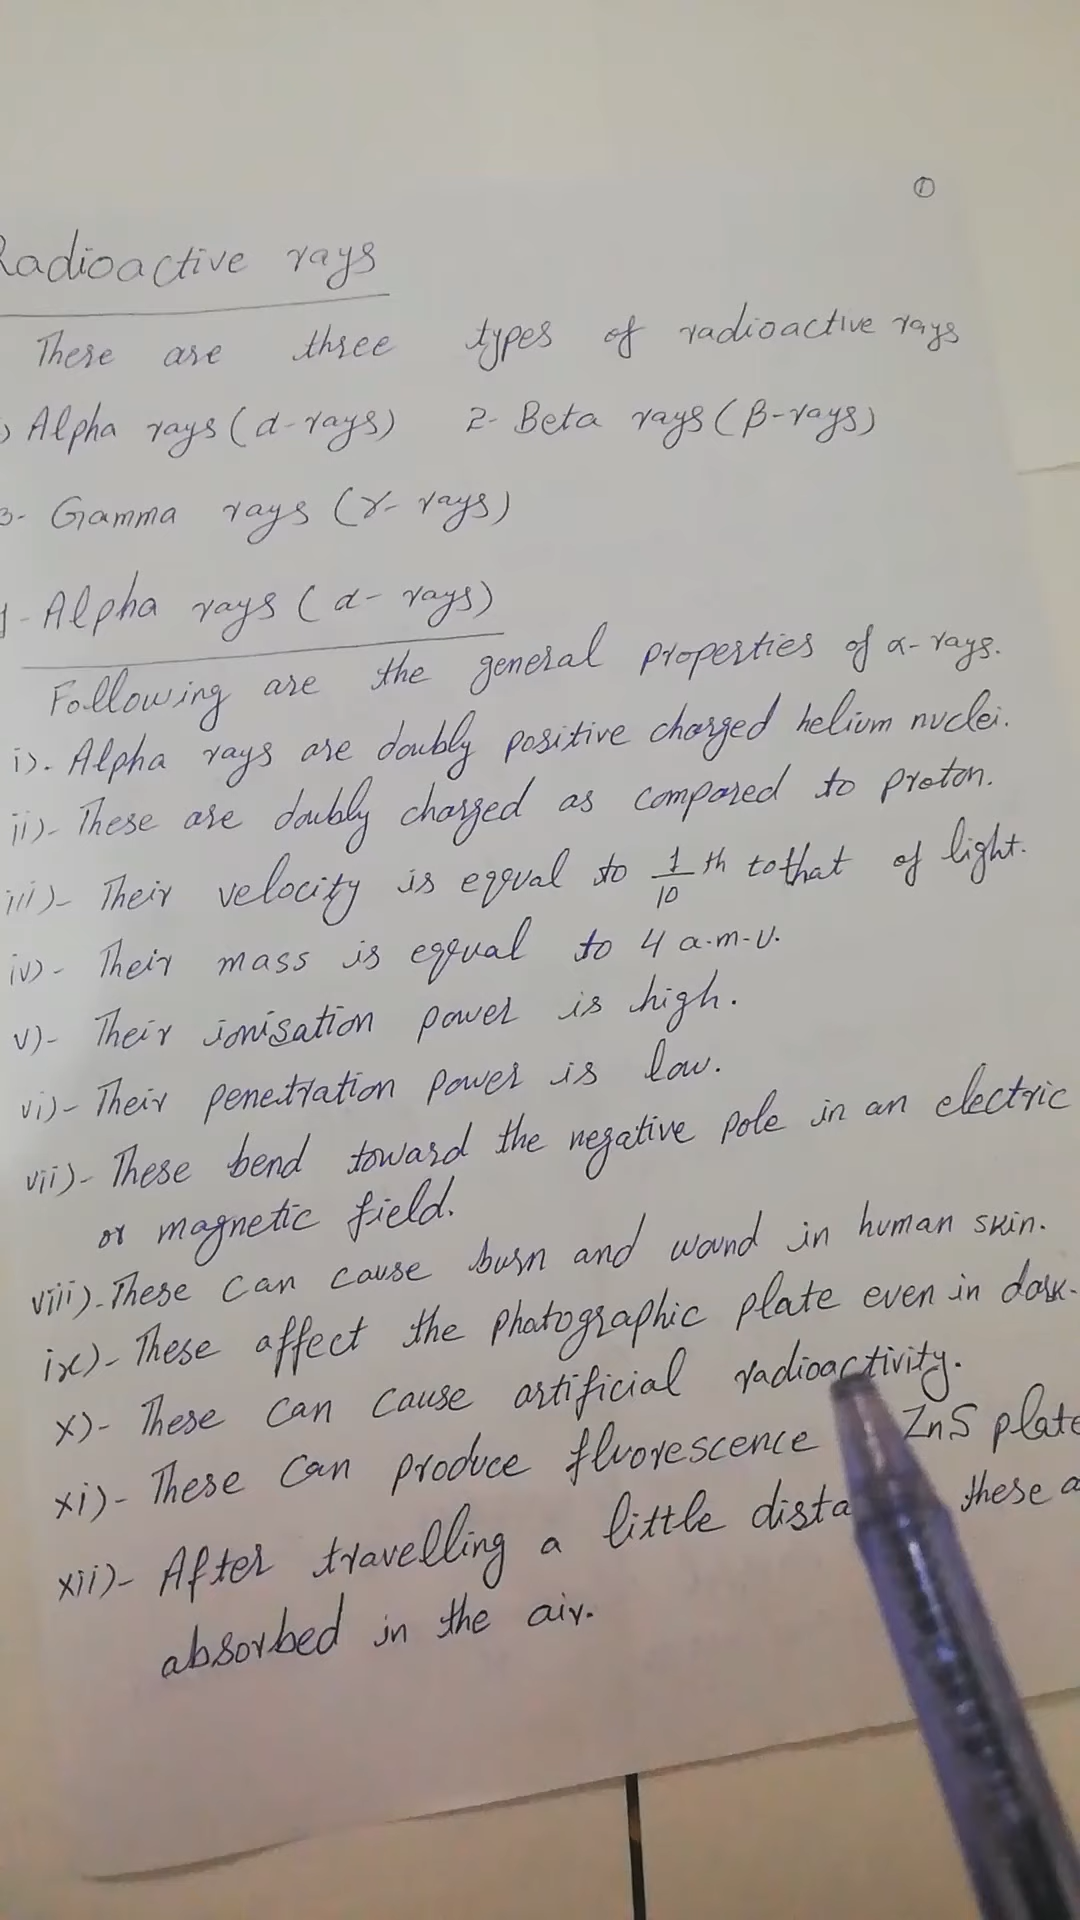 ①
Radioactive rays
There are three types of radioactive rays
Alpha rays (α-rays) 2- Beta rays (β-rays)
3- Gamma rays (γ- rays)
1- Alpha rays (α- rays)
Following are the general properties of α-rays.
i)- Alpha rays are doubly positive charged helium nuclei.
ii)- These are doubly charged as compared to proton.
iii)- Their velocity is eqqual to 1/10 th to that of light.
iv)- Their mass is eqqual to 4 a.m.u.
v)- Their ionisation power is high.
vi)- Their penetration power is low.
vii)- These bend toward the negative pole in an electric
or magnetic field.
viii)- These can cause burn and wound in human skin.
ix)- These affect the photographic plate even in dark.
x)- These can cause artificial radioactivity.
xi)- These can produce fluorescence ZnS plate
xii)- After travelling a little these
absorbed in the air.